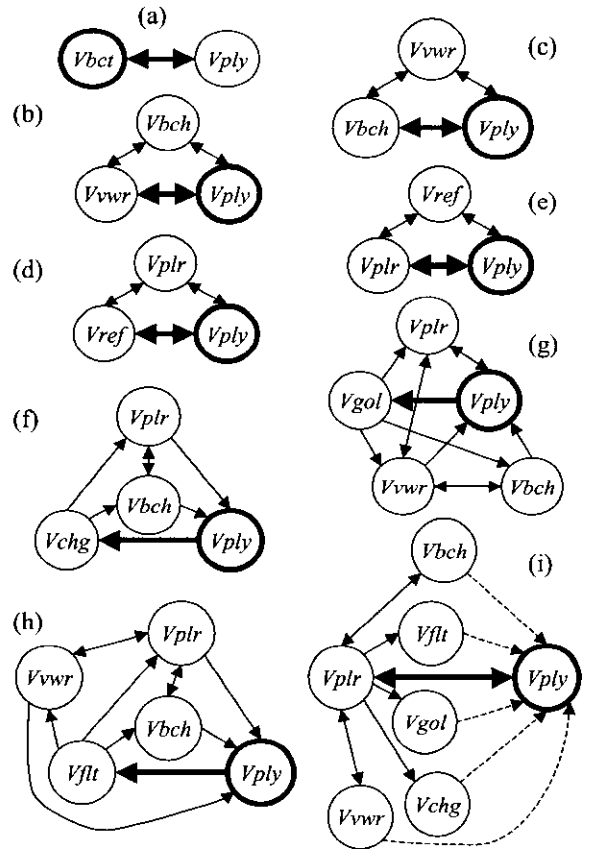 (a)
Vbct Vply
(b)
Vbch
Vvwr Vply
(c)
Vvwr
Vbch Vply
(d)
Vplr
Vref Vply
(e)
Vref
Vplr Vply
(f)
Vplr
Vbch
Vchg Vply
(g)
Vplr
Vgol Vply
Vvwr Vbch
(h)
Vplr
Vvwr
Vbch
Vflt Vply
(i)
Vbch
Vflt
Vplr Vply
Vgol
Vchg
Vvwr